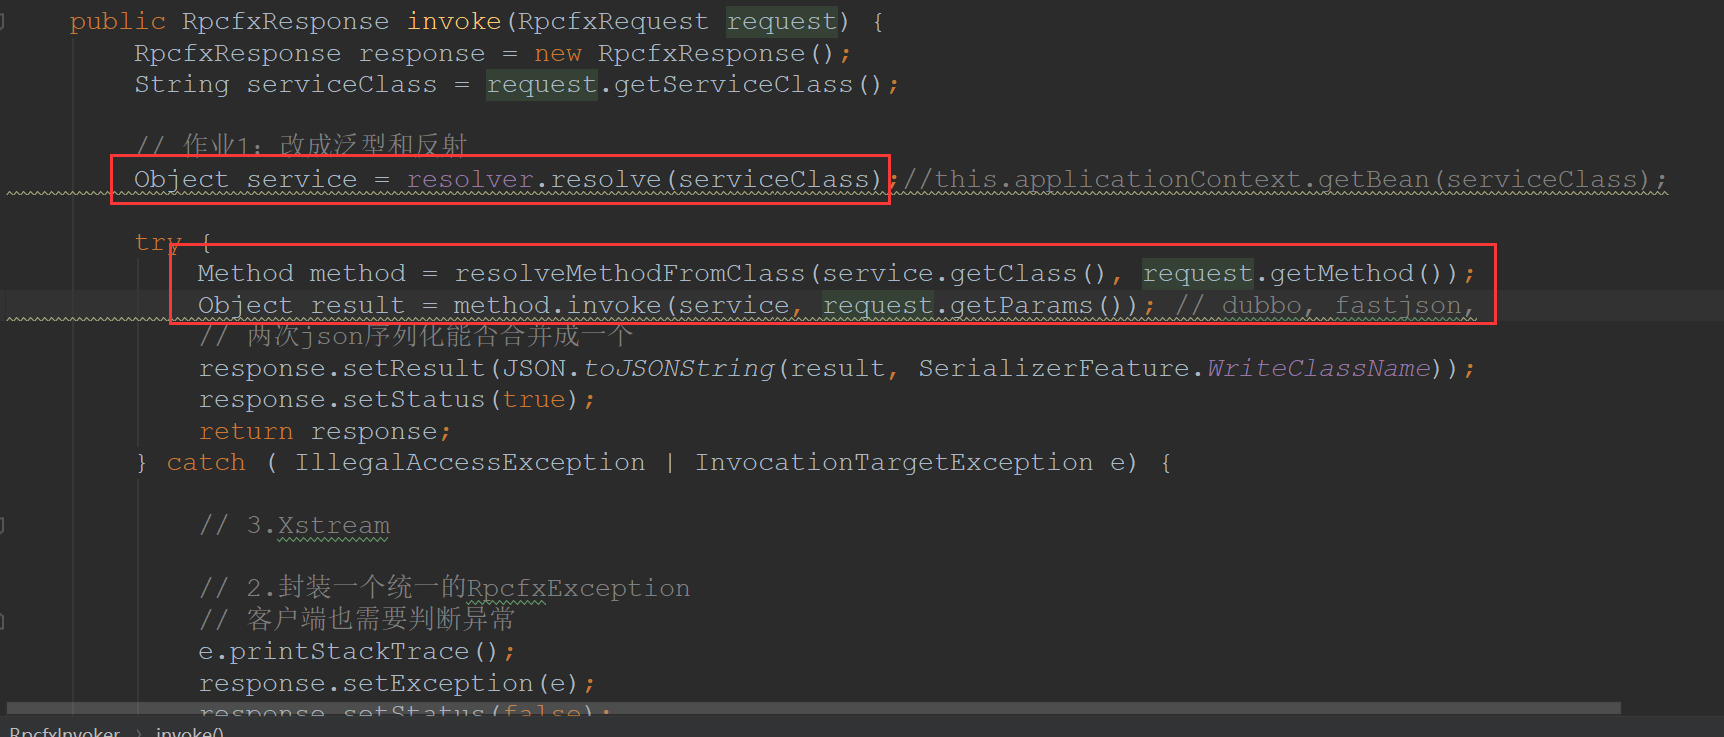 public RpcfxResponse invoke(RpcfxRequest request) {
RpcfxResponse response = new RpcfxResponse();
String serviceClass = request.getServiceClass();
// 作业1：改成泛型和反射
Object service = resolver.resolve(serviceClass);//this.applicationContext.getBean(serviceClass);
try {
Method method = resolveMethodFromClass(service.getClass(), request.getMethod());
Object result = method.invoke(service, request.getParams()); // dubbo, fastjson,
// 两次json序列化能否合并成一个
response.setResult(JSON.toJSONString(result, SerializerFeature.WriteClassName));
response.setStatus(true);
return response;
} catch ( IllegalAccessException | InvocationTargetException e) {
// 3.Xstream
// 2.封装一个统一的RpcfxException
// 客户端也需要判断异常
e.printStackTrace();
response.setException(e);
response.setStatus(false);
RpcfxInvoker › invoke()